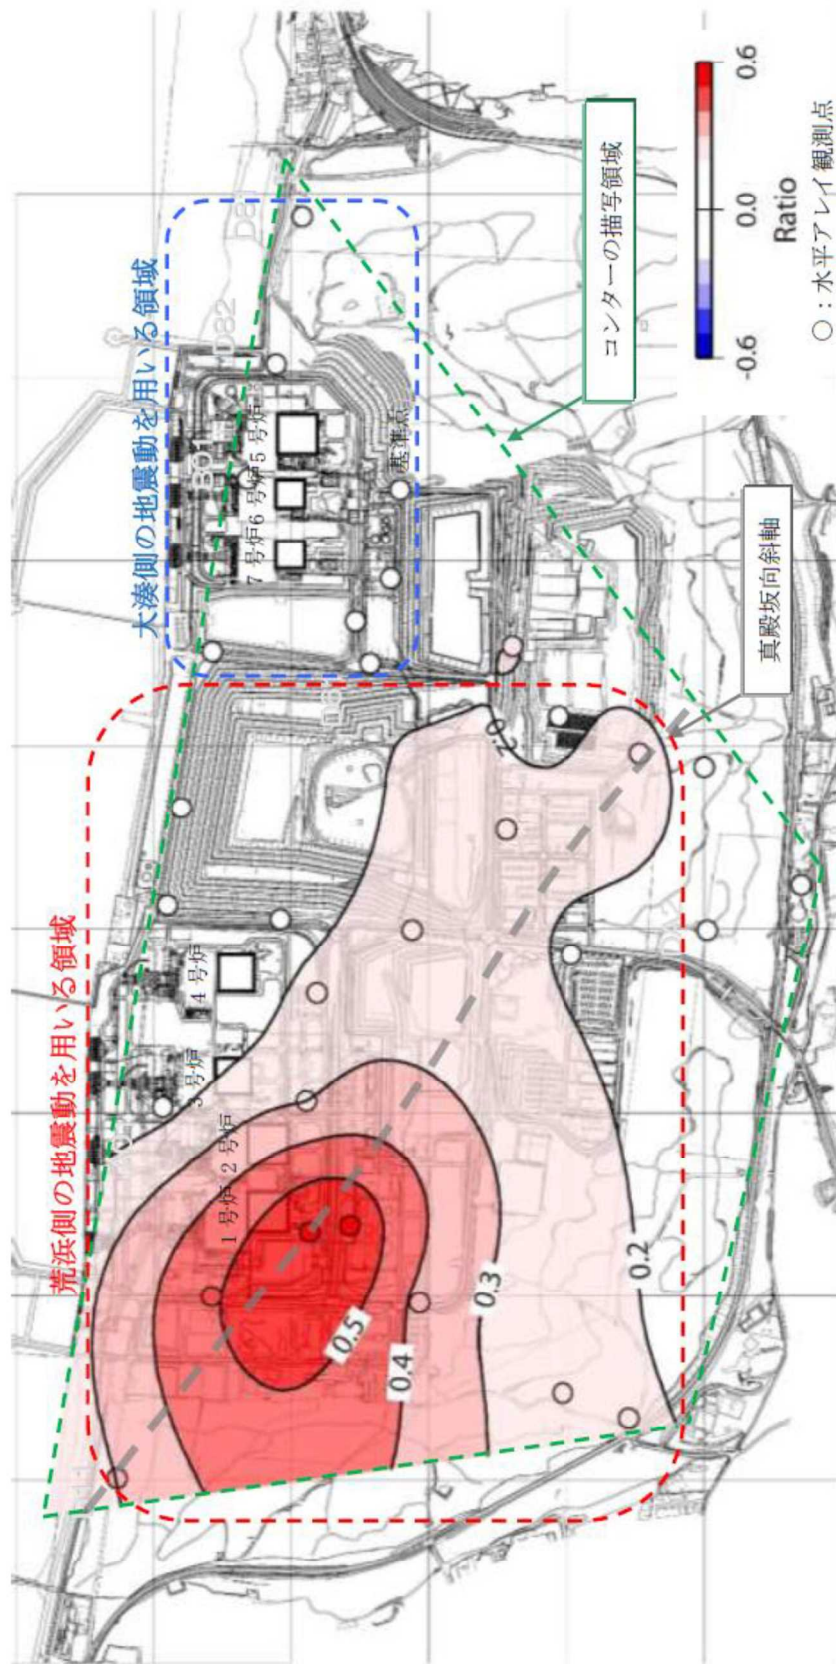 荒浜側の地震動を用いる領域
大湊側の地震動を用いる領域
1号炉
2号炉
3号炉
4号炉
7号炉
6号炉
5号炉
基準点
0.5
0.4
0.3
0.2
0.2
コンターの描写領域
真殿坂向斜軸
-0.6
0.0
0.6
Ratio
○：水平アレイ観測点